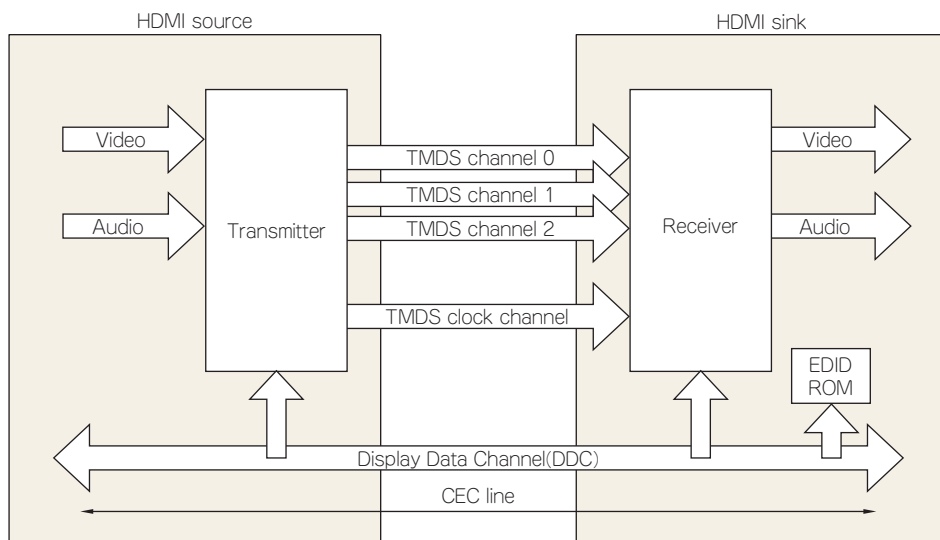 HDMI source
HDMI sink
Video
Audio
Transmitter
TMDS channel 0
TMDS channel 1
TMDS channel 2
TMDS clock channel
Receiver
Video
Audio
EDID
ROM
Display Data Channel(DDC)
CEC line